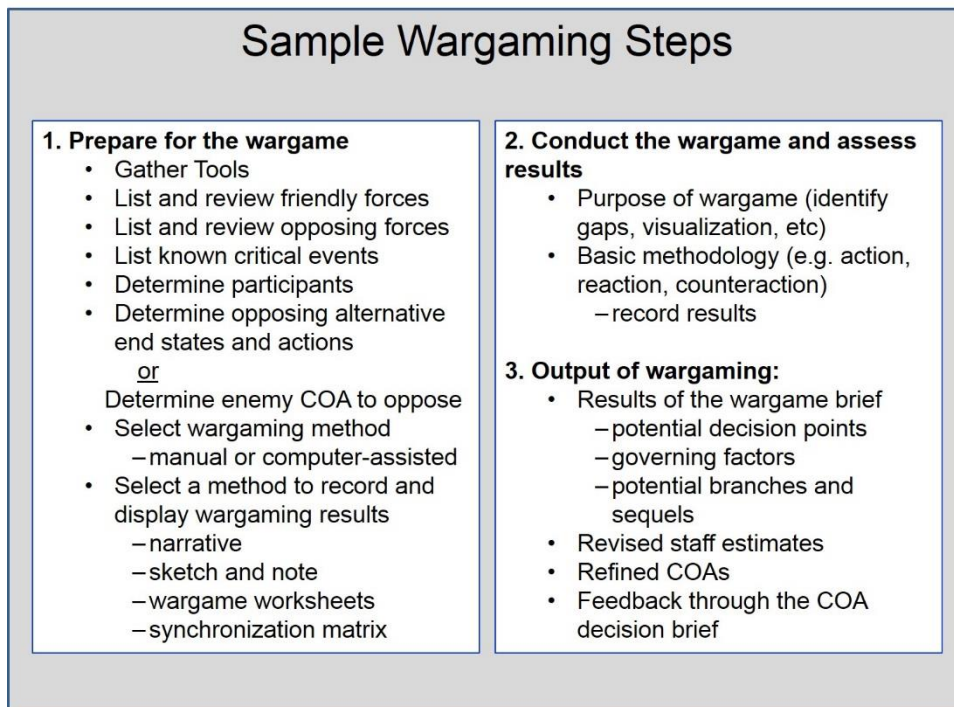 Sample Wargaming Steps
1. Prepare for the wargame
• Gather Tools
• List and review friendly forces
• List and review opposing forces
• List known critical events
• Determine participants
• Determine opposing alternative
end states and actions
or
Determine enemy COA to oppose
• Select wargaming method
–manual or computer-assisted
• Select a method to record and
display wargaming results
–narrative
–sketch and note
–wargame worksheets
–synchronization matrix
2. Conduct the wargame and assess
results
• Purpose of wargame (identify
gaps, visualization, etc)
• Basic methodology (e.g. action,
reaction, counteraction)
–record results
3. Output of wargaming:
• Results of the wargame brief
–potential decision points
–governing factors
–potential branches and
sequels
• Revised staff estimates
• Refined COAs
• Feedback through the COA
decision brief